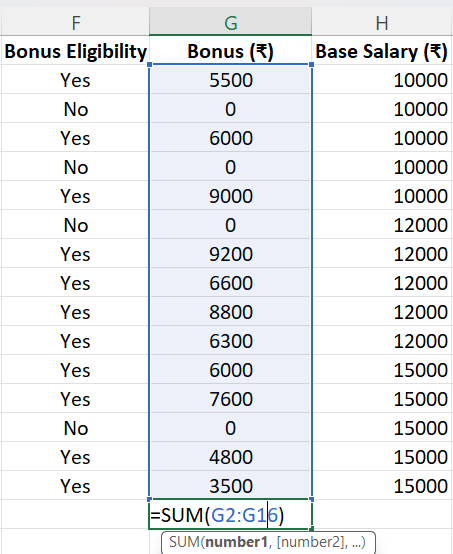 F G H
Bonus Eligibility Bonus (₹) Base Salary (₹)
Yes 5500 10000
No 0 10000
Yes 6000 10000
No 0 10000
Yes 9000 10000
No 0 12000
Yes 9200 12000
Yes 6600 12000
Yes 8800 12000
Yes 6300 12000
Yes 6000 15000
Yes 7600 15000
No 0 15000
Yes 4800 15000
Yes 3500 15000
=SUM(G2:G16)
SUM(number1, [number2], ...)